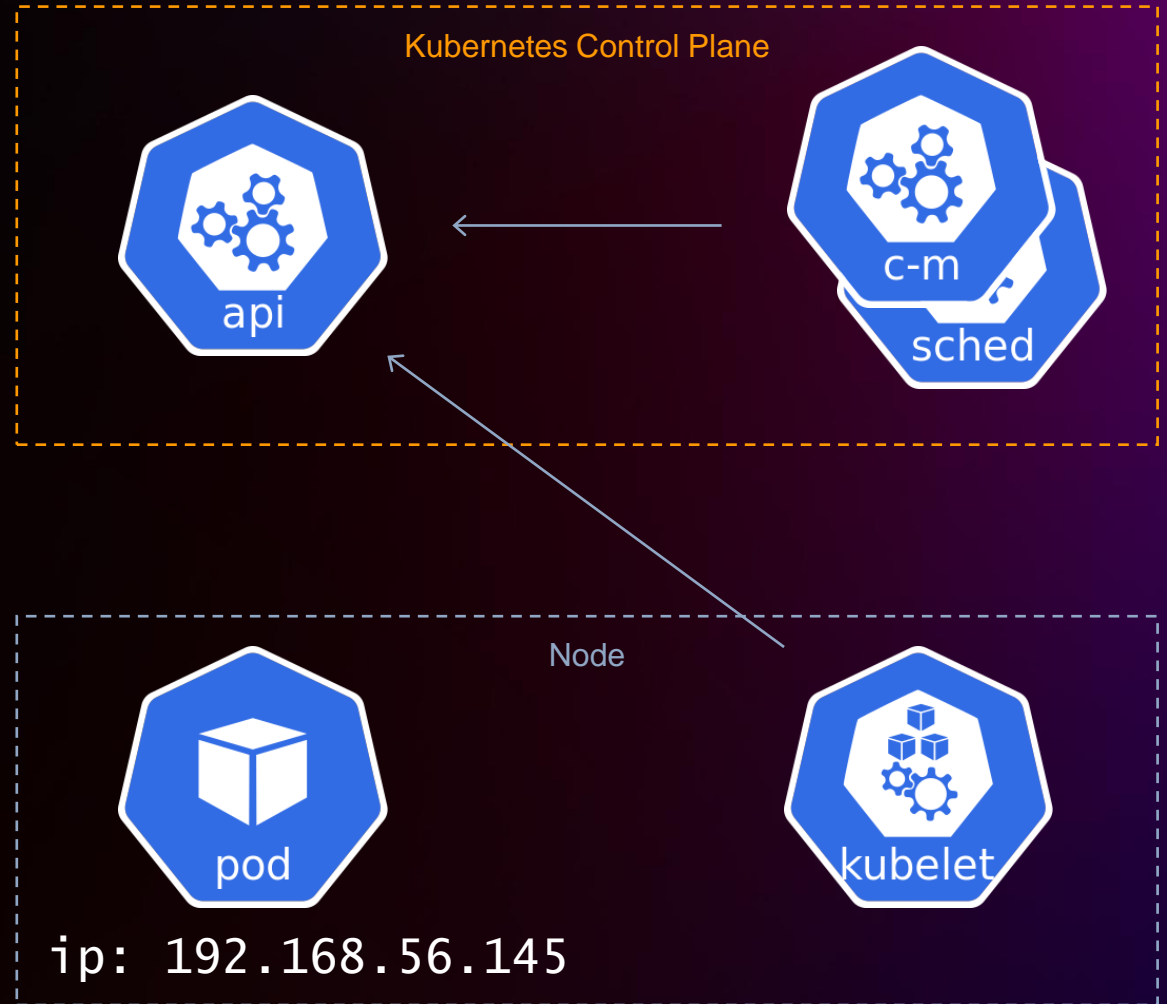 Kubernetes Control Plane
api
c-m
sched
Node
pod
kubelet
ip: 192.168.56.145